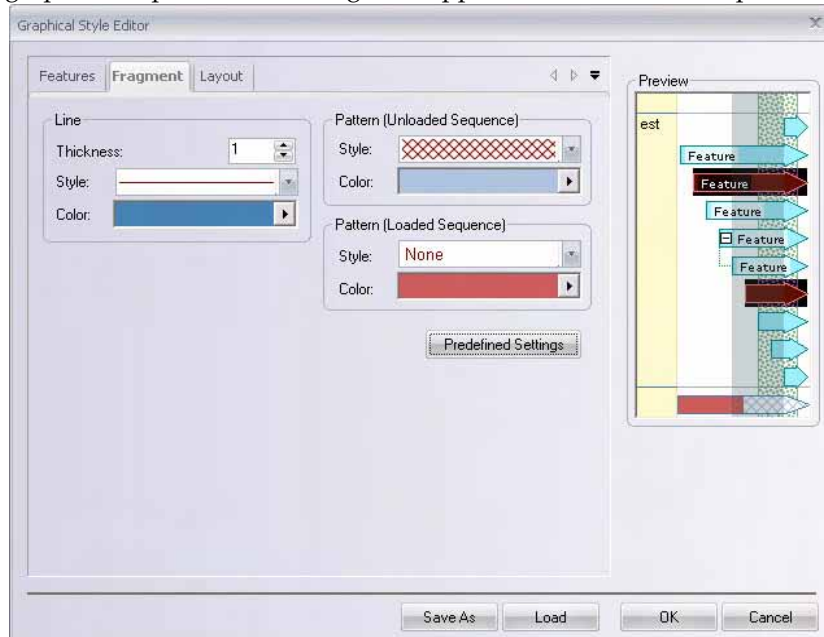 Graphical Style Editor
Features Fragment Layout
Line
Thickness: 1
Style:
Color:
Pattern (Unloaded Sequence)
Style:
Color:
Pattern (Loaded Sequence)
Style: None
Color:
Predefined Settings
Preview
est
Feature
Feature
Feature
Feature
Feature
Save As Load OK Cancel